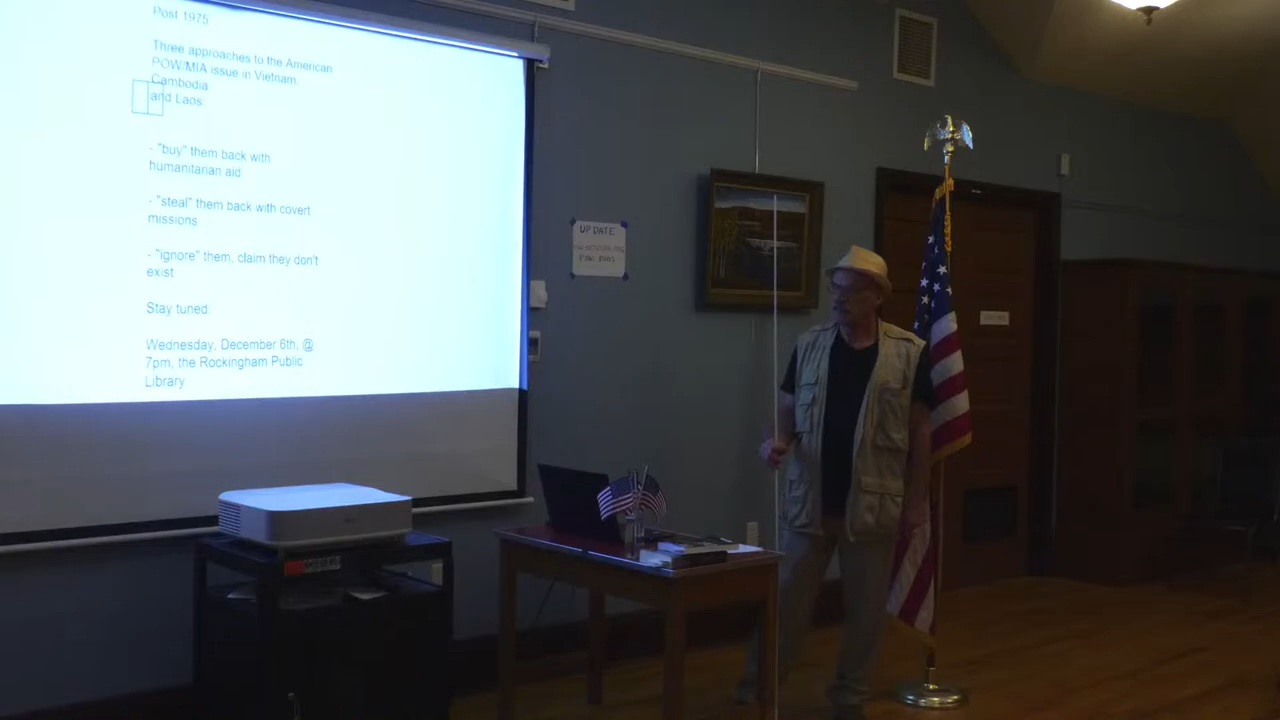 Post 1975
Three approaches to the American
POW/MIA issue in Vietnam.
Cambodia
and Laos.
- "buy" them back with
humanitarian aid
- "steal" them back with covert
missions
- "ignore" them, claim they don't
exist
Stay tuned:
Wednesday, December 6th, @
7pm, the Rockingham Public
Library
UPDATE